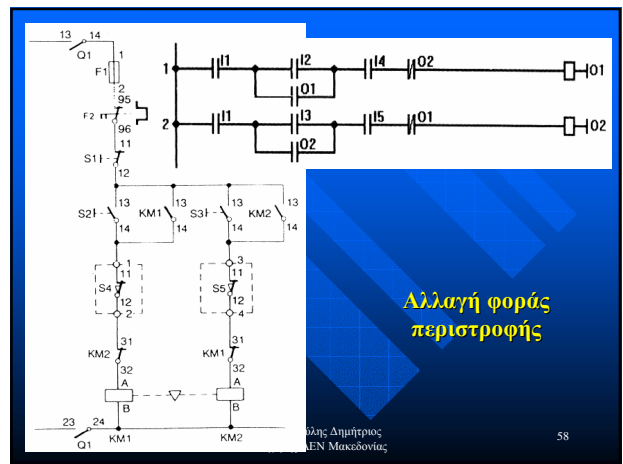 13 14
Q1
1
F1
2
95
F2
96
11
S1
12
1 I1 I2 I4 O2 O1
O1
2 I1 I3 I5 O1 O2
O2
13 13 13 13
S2 KM1 S3 KM2
14 14 14 14
1 3
11 11
S4 S5
12 12
2 4
31 31
KM2 KM1
32 32
A A
B B
23 24
Q1 KM1 KM2
Αλλαγή φοράς
περιστροφής
Δημήτριος
ΑΕΝ Μακεδονίας
58